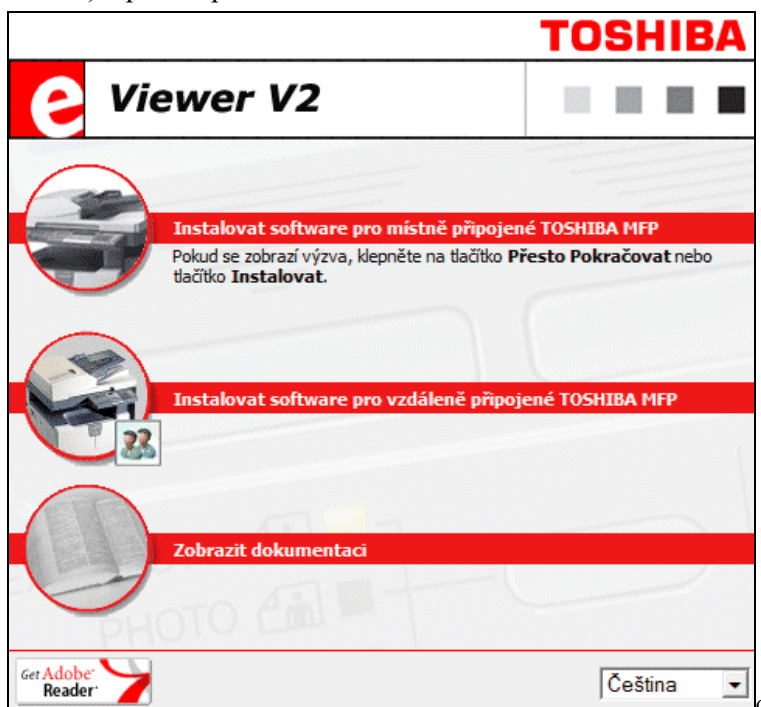 TOSHIBA
e Viewer V2
Instalovat software pro místně připojené TOSHIBA MFP
Pokud se zobrazí výzva, klepněte na tlačítko Přesto Pokračovat nebo
tlačítko Instalovat.
Instalovat software pro vzdáleně připojené TOSHIBA MFP
Zobrazit dokumentaci
PHOTO
Get Adobe
Reader
Čeština